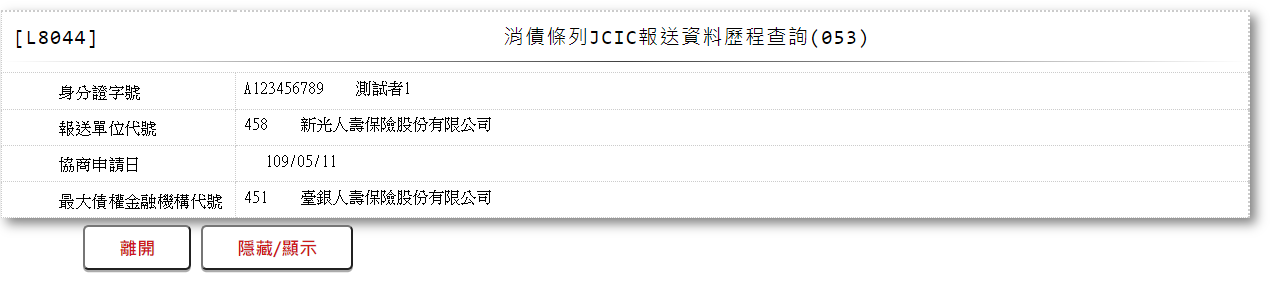 [L8044] 消債條列JCIC報送資料歷程查詢(053)
身分證字號 A123456789 測試者1
報送單位代號 458 新光人壽保險股份有限公司
協商申請日 109/05/11
最大債權金融機構代號 451 臺銀人壽保險股份有限公司
離開 隱藏/顯示